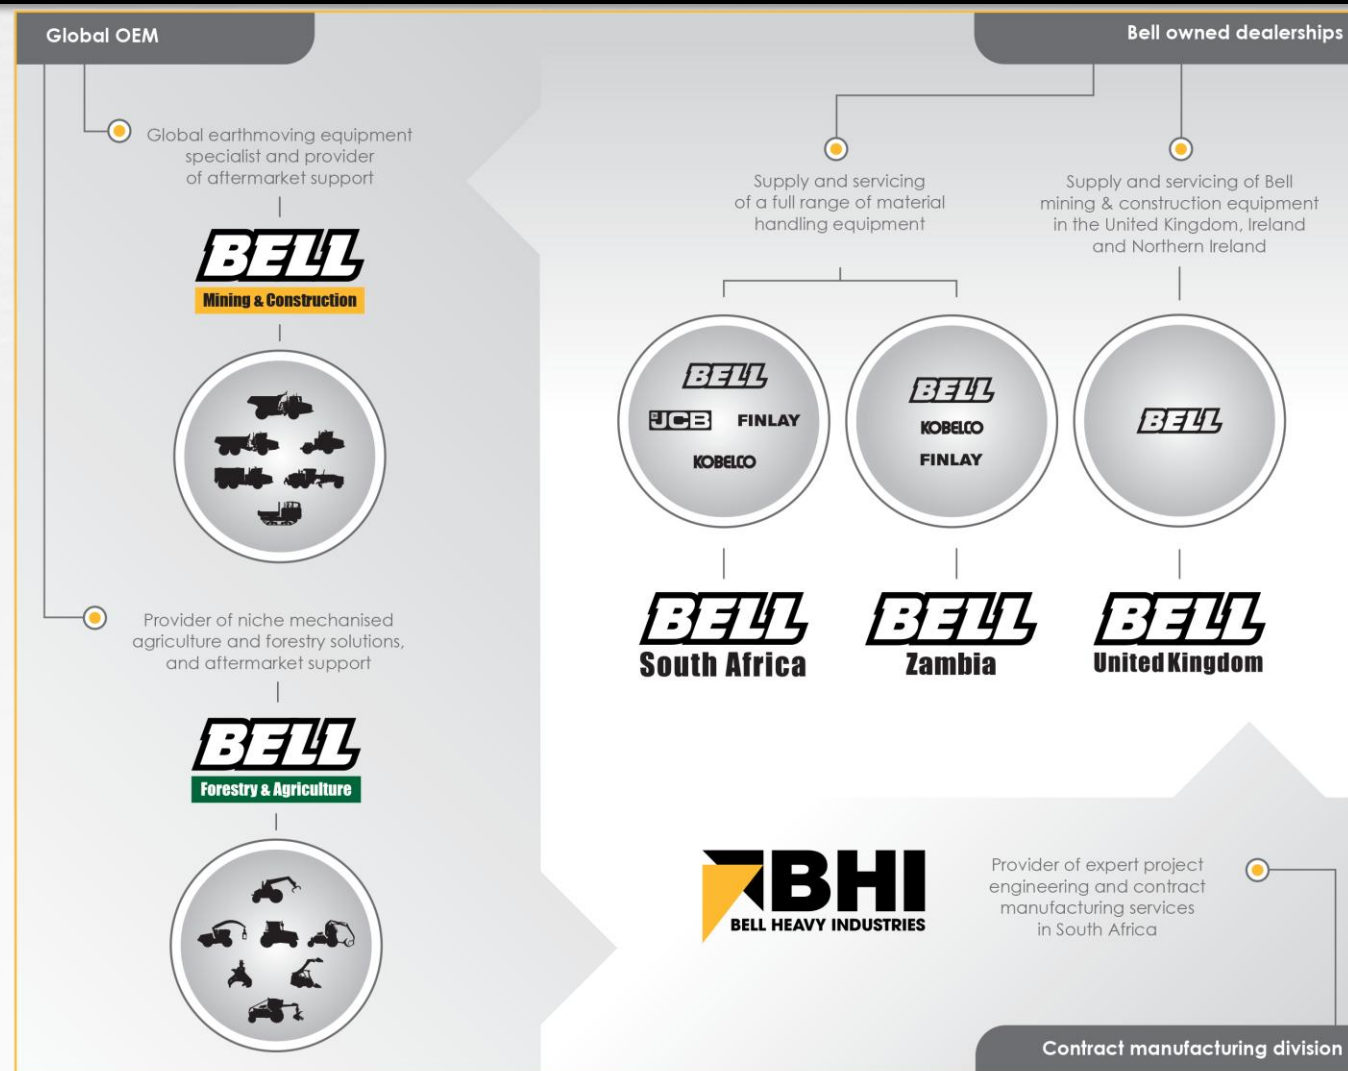 Global OEM
Global earthmoving equipment
specialist and provider
of aftermarket support
BELL
Mining & Construction
Provider of niche mechanised
agriculture and forestry solutions,
and aftermarket support
BELL
Forestry & Agriculture
Bell owned dealerships
Supply and servicing
of a full range of material
handling equipment
BELL
JCB FINLAY
KOBELCO
BELL
South Africa
BELL
KOBELCO
FINLAY
BELL
Zambia
Supply and servicing of Bell
mining & construction equipment
in the United Kingdom, Ireland
and Northern Ireland
BELL
BELL
United Kingdom
BHI
BELL HEAVY INDUSTRIES
Provider of expert project
engineering and contract
manufacturing services
in South Africa
Contract manufacturing division